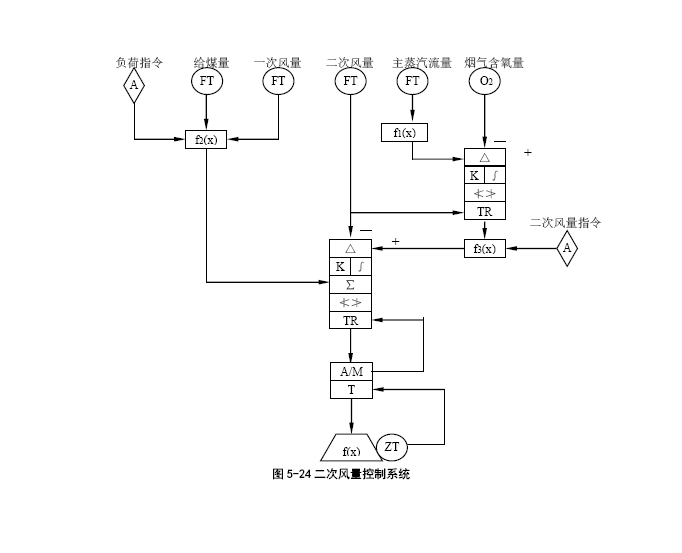 负荷指令 给煤量 一次风量 二次风量 主蒸汽流量 烟气含氧量
A FT FT FT FT O2
f2(x) f1(x)
— +
△
K ∫
≮≯
TR
二次风量指令
— +
△ f3(x) A
K ∫
Σ
≮≯
TR
A/M
T
f(x) ZT
图 5-24 二次风量控制系统